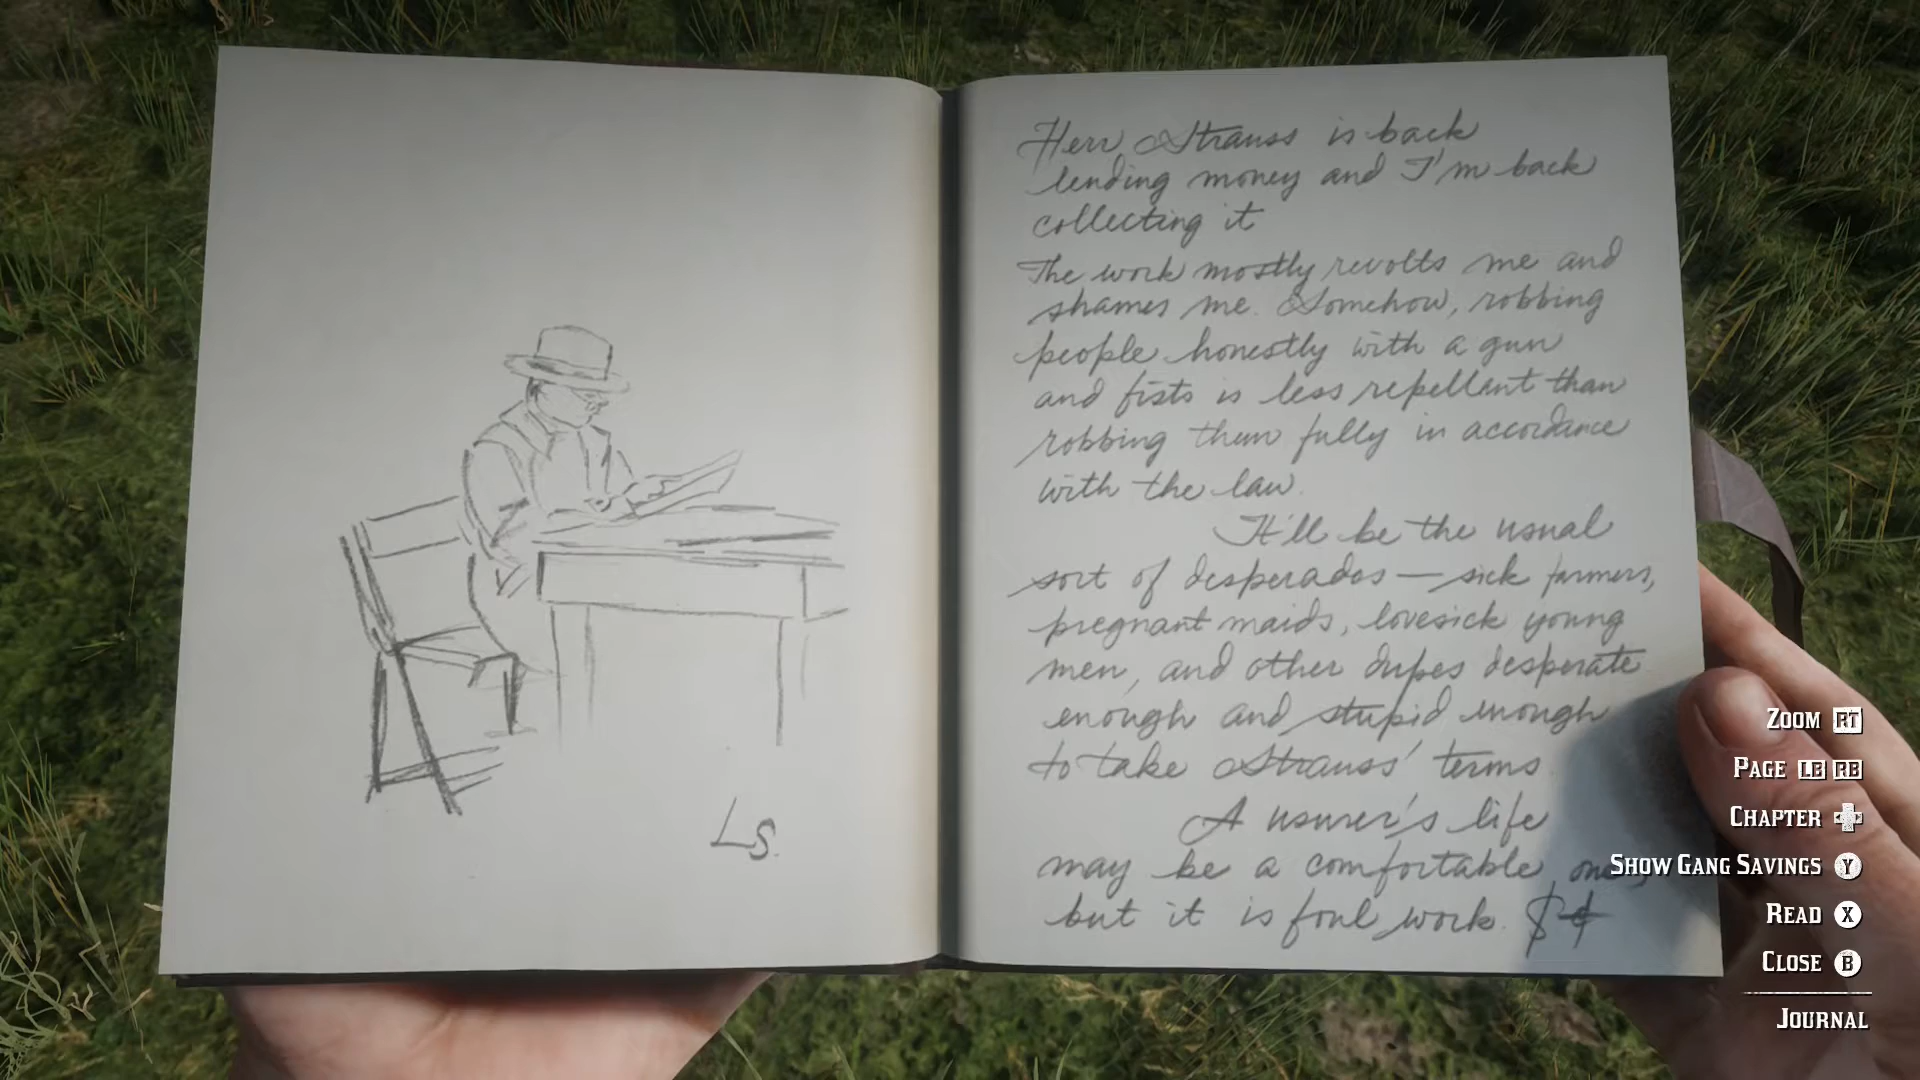 Herr Strauss is back
lending money and I'm back
collecting it
The work mostly revolts me and
shames me. Somehow, robbing
people honestly with a gun
and fists is less repellant than
robbing them fully in accordance
with the law.
It'll be the usual
sort of desperados — sick farmers,
pregnant maids, lovesick young
men, and other dupes desperate
enough and stupid enough
to take Strauss' terms
A usurer's life
may be a comfortable one,
but it is foul work. $¢
LS.
ZOOM RT
PAGE LB RB
CHAPTER
SHOW GANG SAVINGS Y
READ X
CLOSE B
JOURNAL